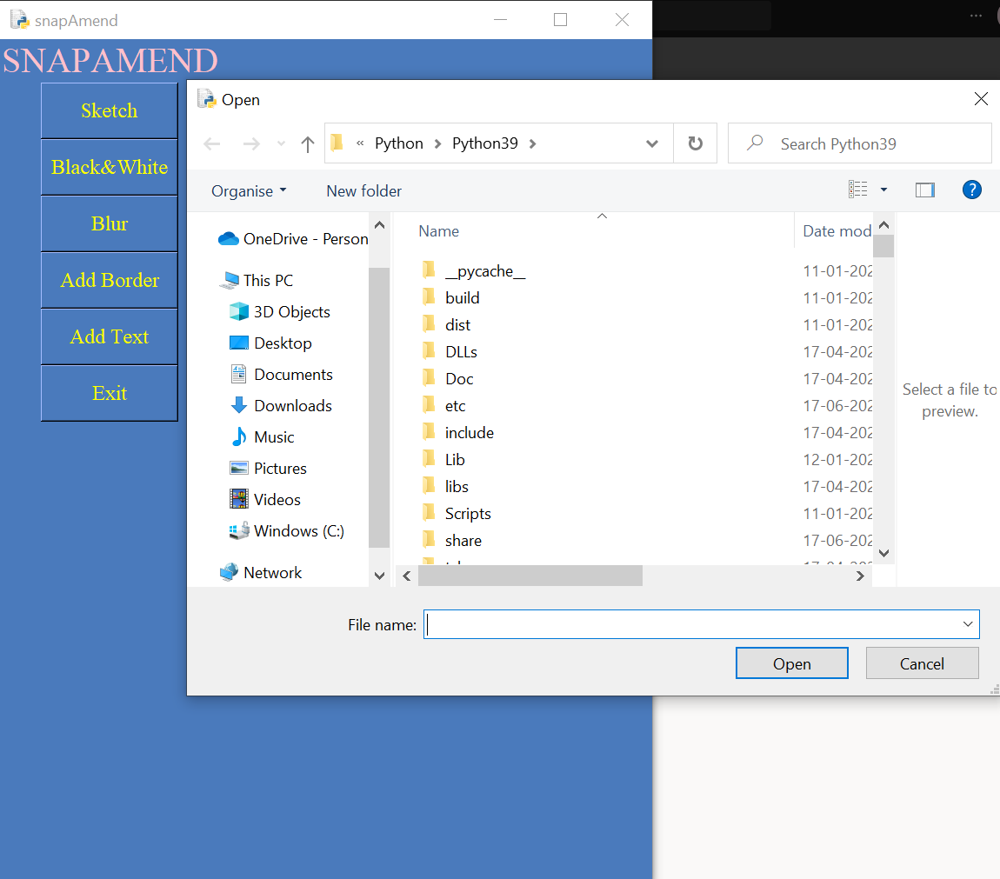 snapAmend
SNAPAMEND
Sketch
Black&White
Blur
Add Border
Add Text
Exit
Open
« Python > Python39 >
Search Python39
Organise
New folder
?
OneDrive - Person
This PC
3D Objects
Desktop
Documents
Downloads
Music
Pictures
Videos
Windows (C:)
Network
Name Date mod
__pycache__ 11-01-202
build 11-01-202
dist 11-01-202
DLLs 17-04-202
Doc 17-04-202
etc 17-06-202
include 17-04-202
Lib 12-01-202
libs 17-04-202
Scripts 11-01-202
share 17-06-202
Select a file to
preview.
File name:
Open
Cancel